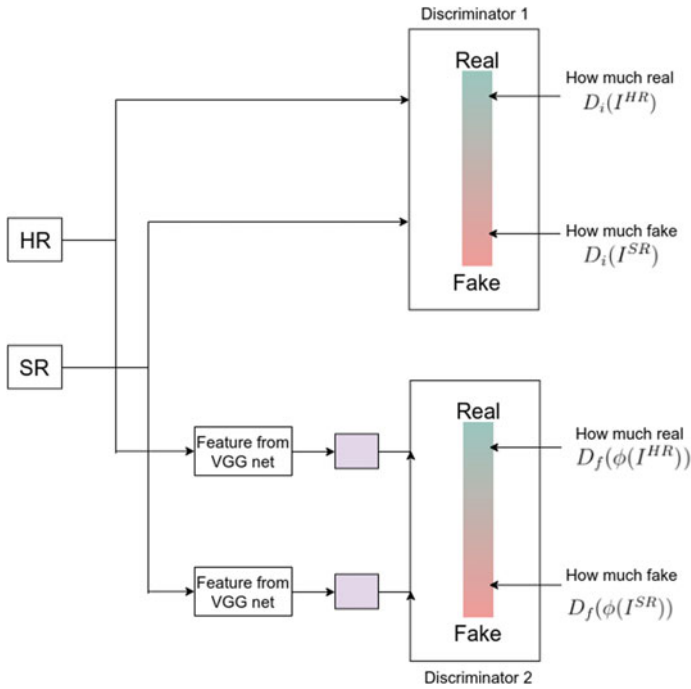 Discriminator 1
Real
How much real
D_i(I^{HR})
HR
How much fake
D_i(I^{SR})
Fake
SR
Real
How much real
D_f(ϕ(I^{HR}))
Feature from
VGG net
How much fake
D_f(ϕ(I^{SR}))
Feature from
VGG net
Fake
Discriminator 2